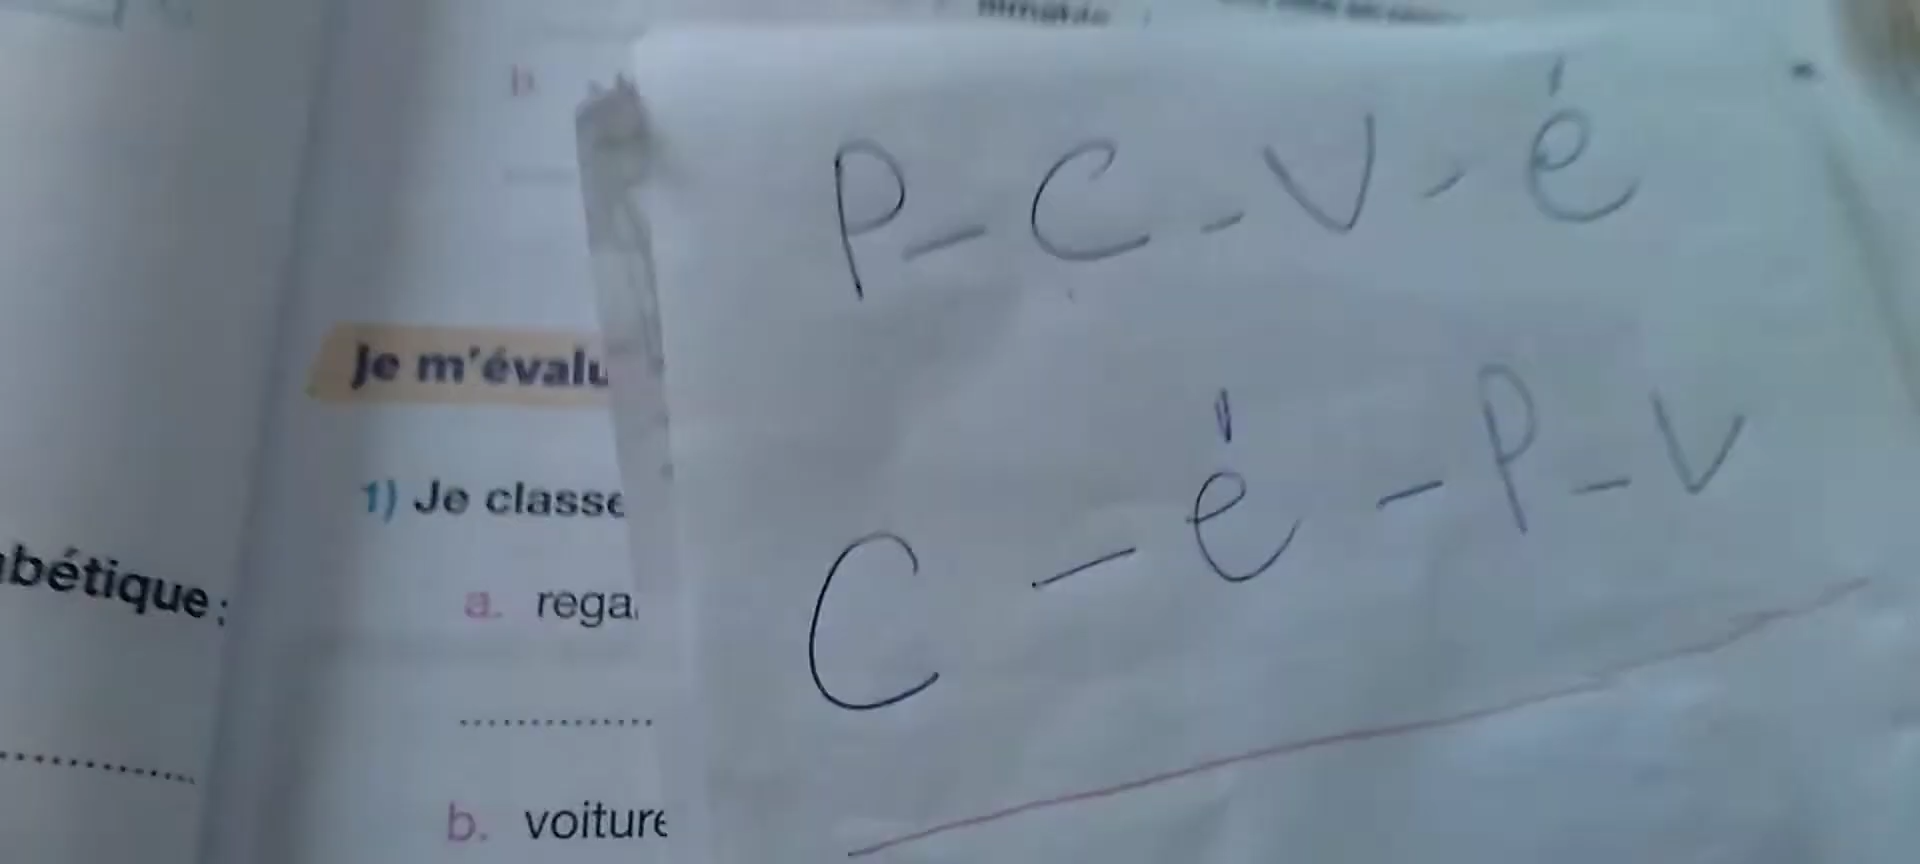 b
P - C - V - é
Je m'évalu
1) Je classe
C - é - P - V
bétique :
a. rega
b. voiture